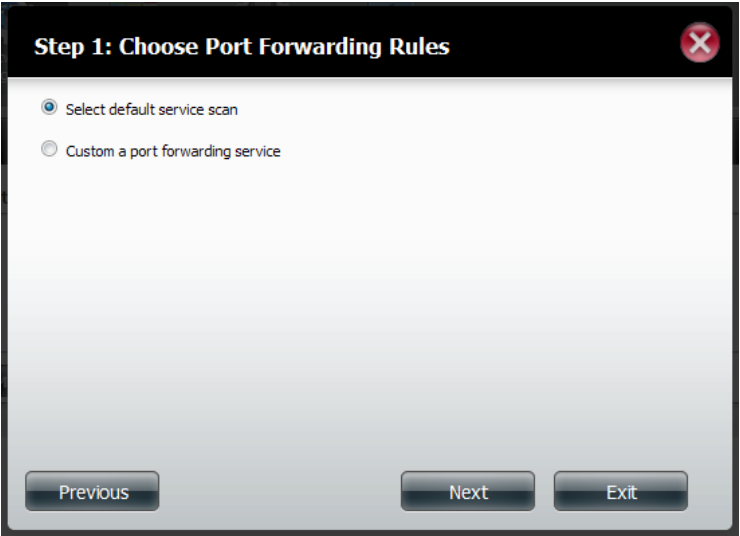 Step 1: Choose Port Forwarding Rules
Select default service scan
Custom a port forwarding service
Previous
Next
Exit